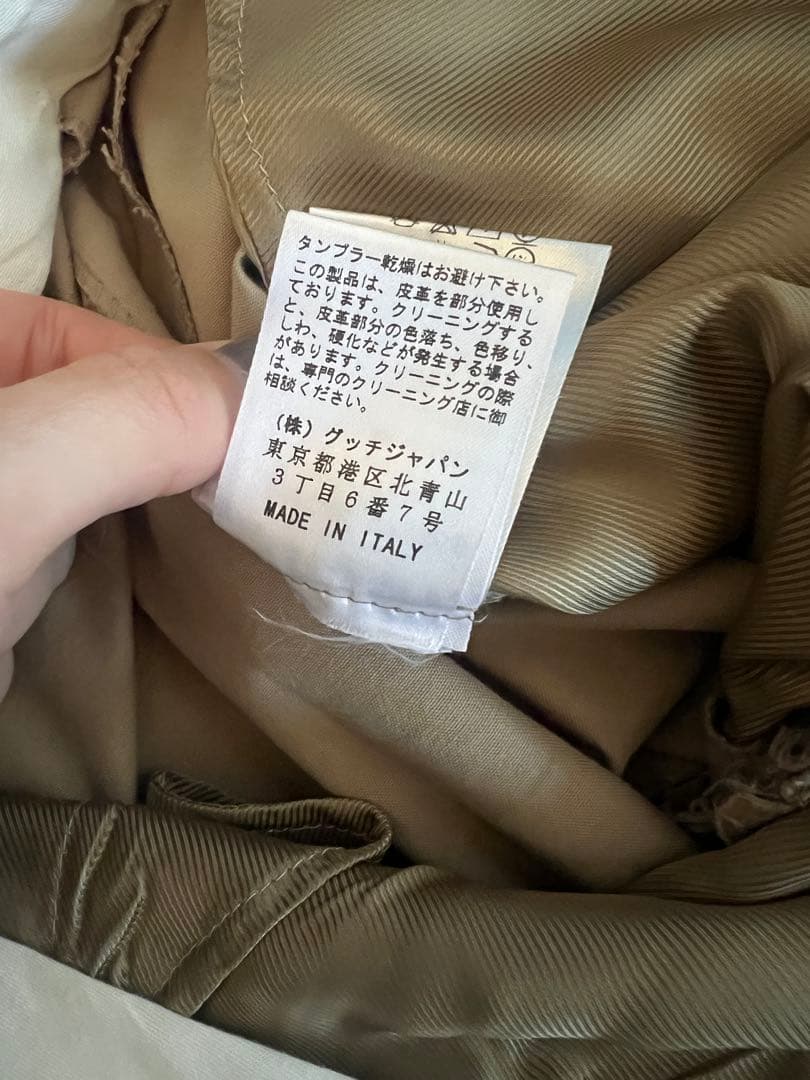 タンブラー乾燥はお避け下さい。
この製品は、皮革を部分使用し
ております。クリーニングする
と、皮革部分の色落ち、色移り、
しわ、硬化などが発生する場合
があります。クリーニングの際
は、専門のクリーニング店に御
相談ください。
(株)グッチジャパン
東京都港区北青山
3丁目6番7号
MADE IN ITALY